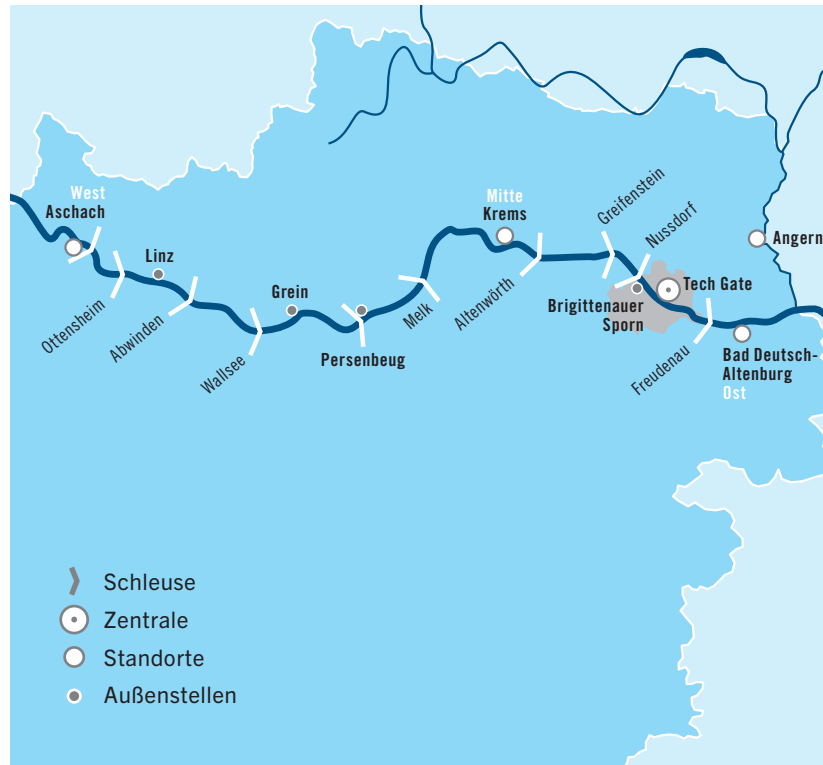 West
Aschach
Linz
Ottensheim
Abwinden
Wallsee
Grein
Persenbeug
Melk
Mitte
Krems
Altenwörth
Greifenstein
Nussdorf
Angern
Tech Gate
Brigittenauer
Sporn
Freudenau
Bad Deutsch-
Altenburg
Ost
Schleuse
Zentrale
Standorte
Außenstellen